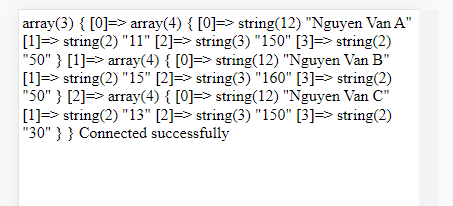 array(3) { [0]=> array(4) { [0]=> string(12) "Nguyen Van A"
[1]=> string(2) "11" [2]=> string(3) "150" [3]=> string(2)
"50" } [1]=> array(4) { [0]=> string(12) "Nguyen Van B"
[1]=> string(2) "15" [2]=> string(3) "160" [3]=> string(2)
"50" } [2]=> array(4) { [0]=> string(12) "Nguyen Van C"
[1]=> string(2) "13" [2]=> string(3) "150" [3]=> string(2)
"30" } } Connected successfully